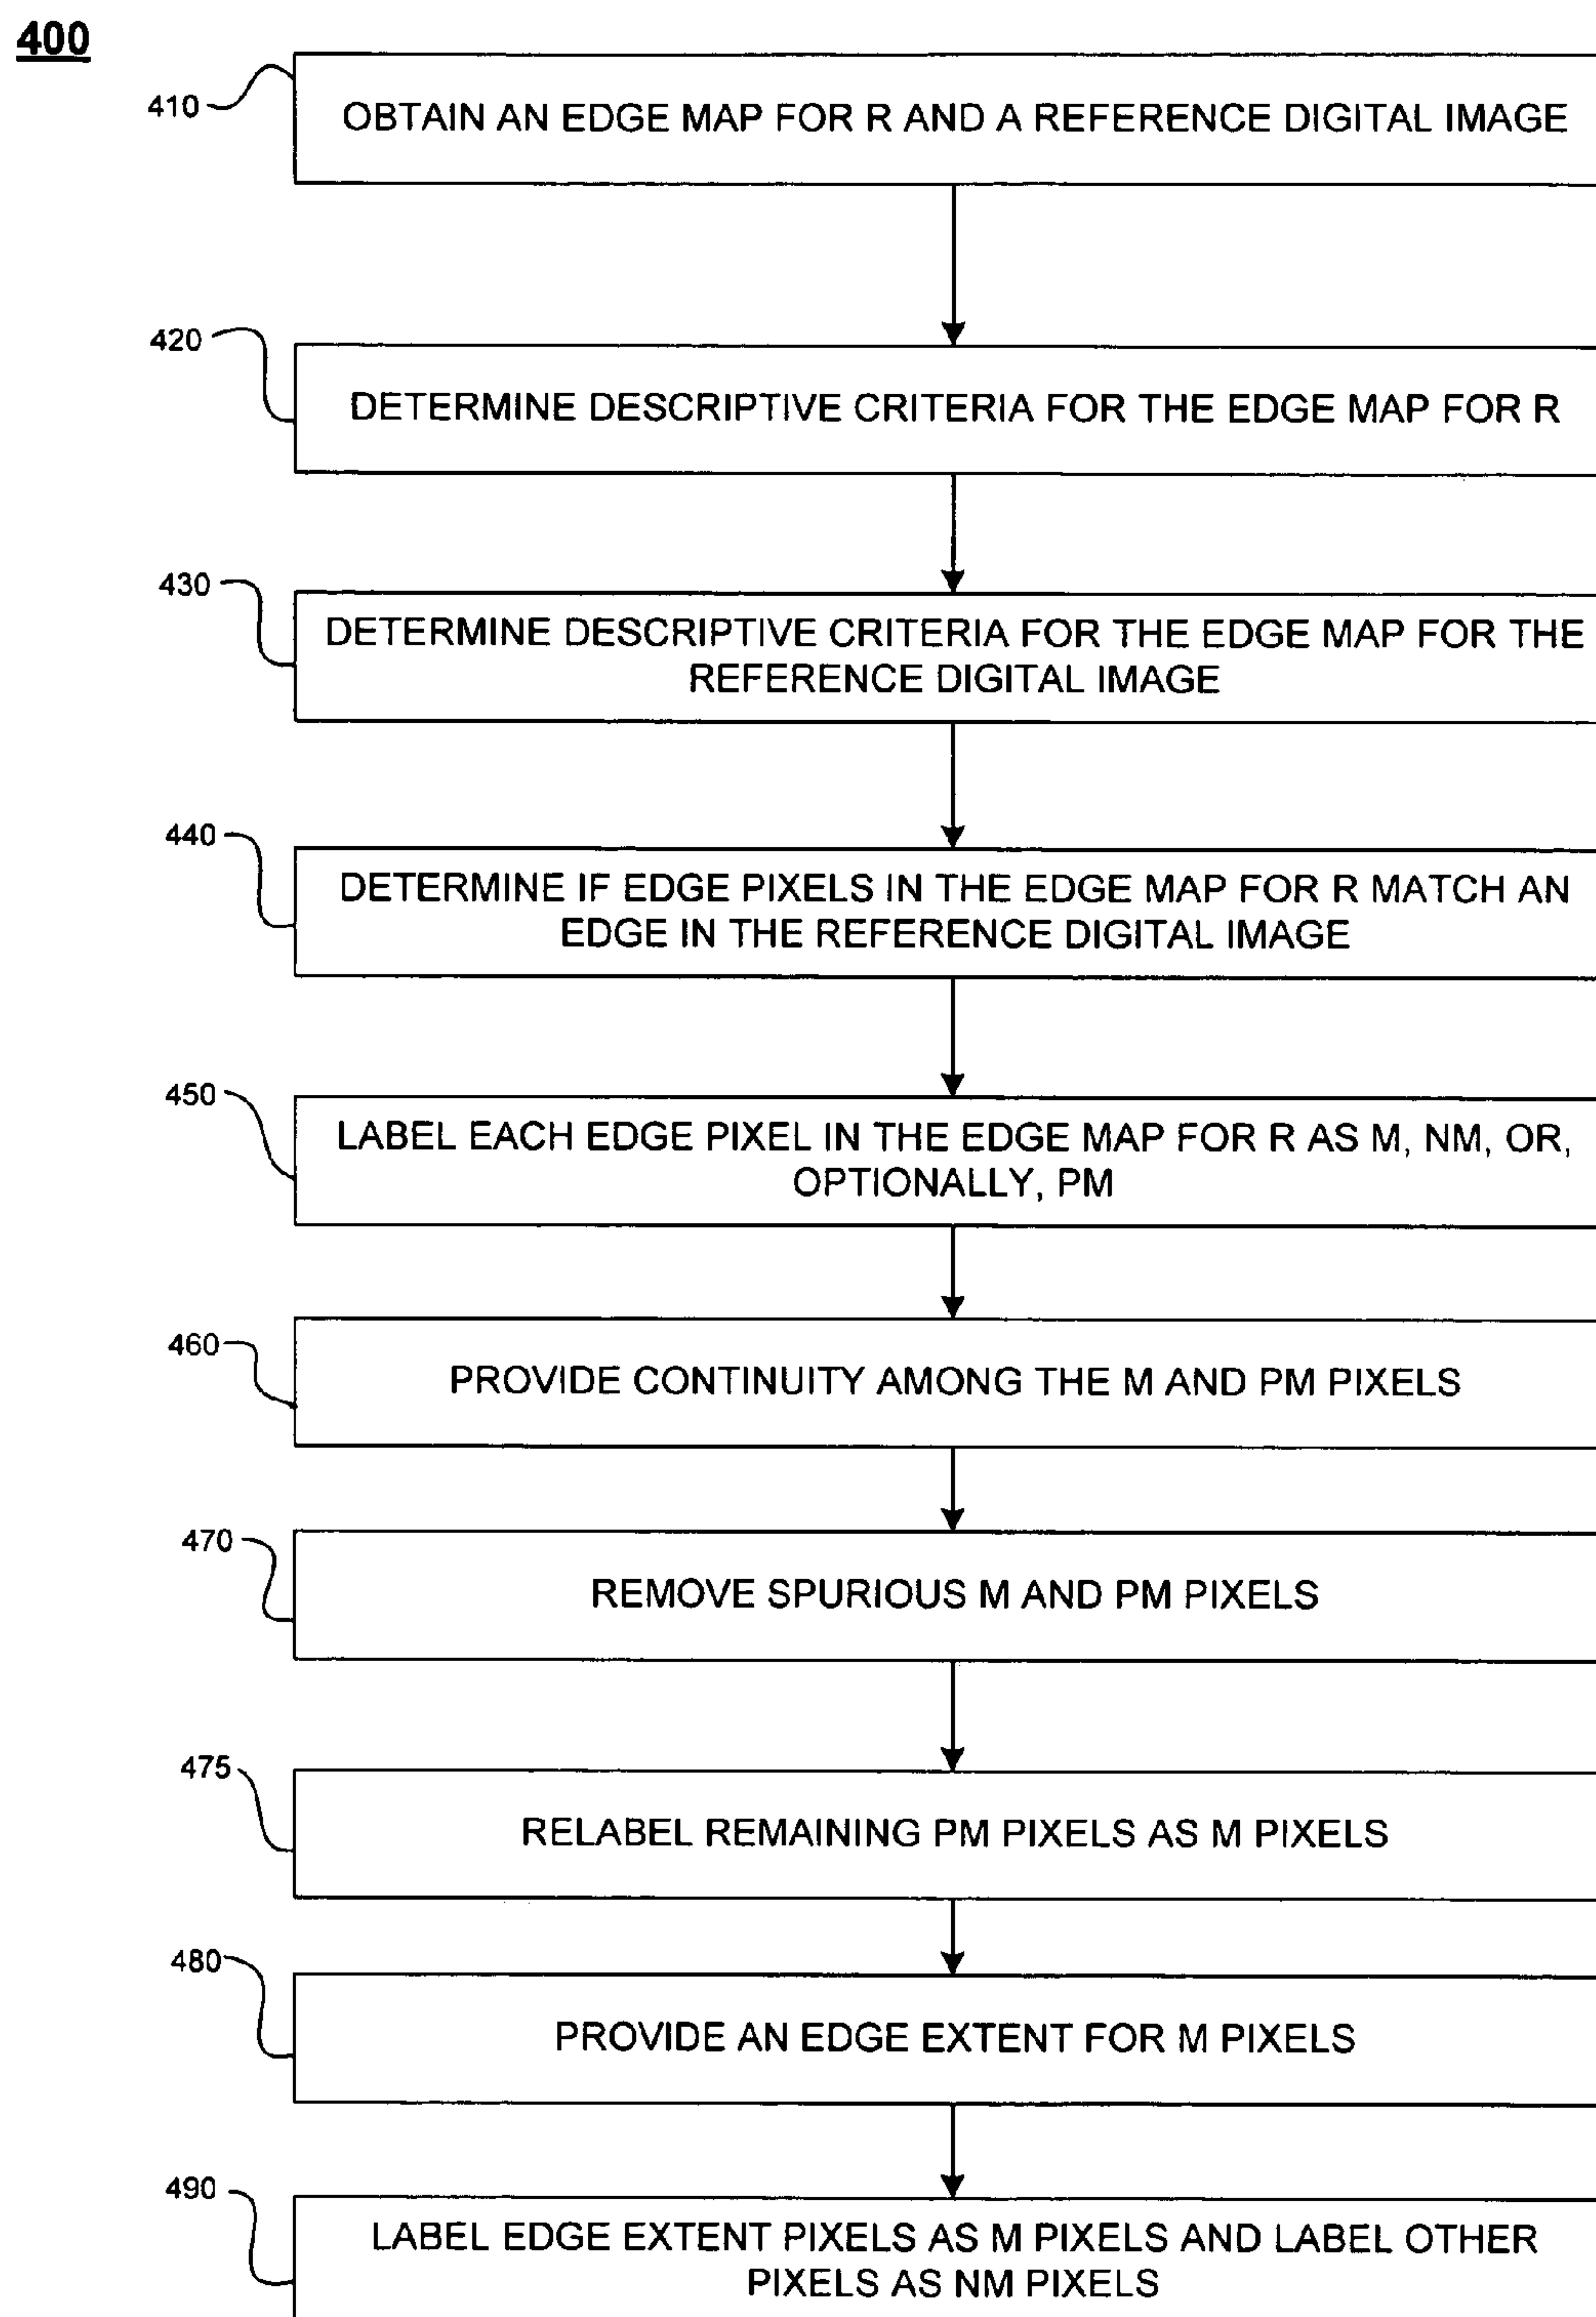 400
410
OBTAIN AN EDGE MAP FOR R AND A REFERENCE DIGITAL IMAGE
420
DETERMINE DESCRIPTIVE CRITERIA FOR THE EDGE MAP FOR R
430
DETERMINE DESCRIPTIVE CRITERIA FOR THE EDGE MAP FOR THE
REFERENCE DIGITAL IMAGE
440
DETERMINE IF EDGE PIXELS IN THE EDGE MAP FOR R MATCH AN
EDGE IN THE REFERENCE DIGITAL IMAGE
450
LABEL EACH EDGE PIXEL IN THE EDGE MAP FOR R AS M, NM, OR,
OPTIONALLY, PM
460
PROVIDE CONTINUITY AMONG THE M AND PM PIXELS
470
REMOVE SPURIOUS M AND PM PIXELS
475
RELABEL REMAINING PM PIXELS AS M PIXELS
480
PROVIDE AN EDGE EXTENT FOR M PIXELS
490
LABEL EDGE EXTENT PIXELS AS M PIXELS AND LABEL OTHER
PIXELS AS NM PIXELS